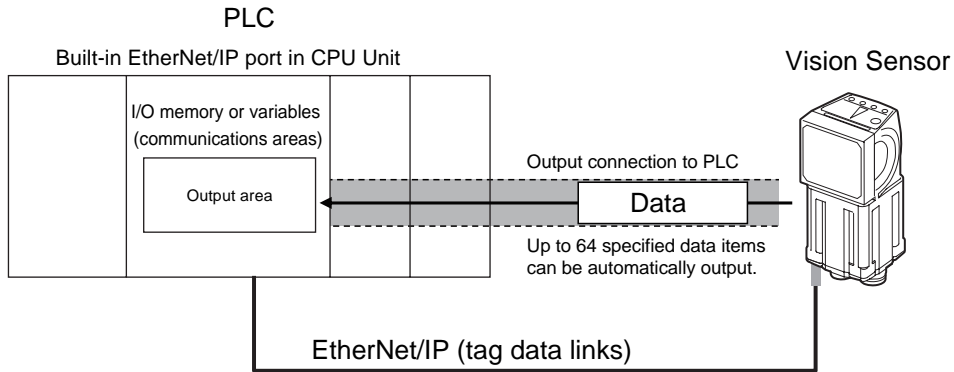 PLC
Built-in EtherNet/IP port in CPU Unit
Vision Sensor
I/O memory or variables
(communications areas)
Output area
Output connection to PLC
Data
Up to 64 specified data items
can be automatically output.
EtherNet/IP (tag data links)